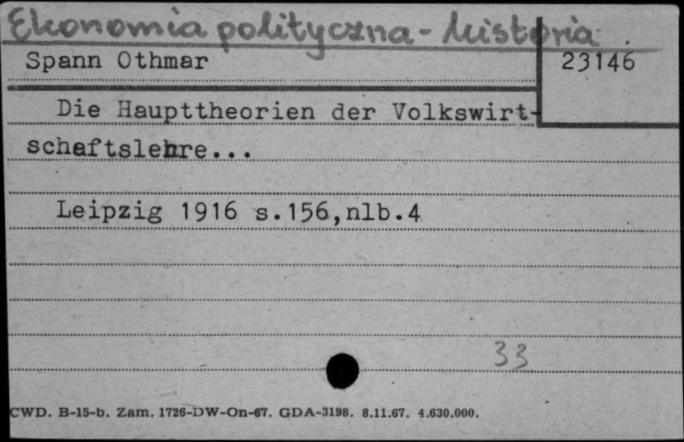 Ekonomia polityczna - historia.
Spann Othmar
23146
Die Haupttheorien der Volkswirt-
schaftslehre...
Leipzig 1916 s.156,nlb.4
33
CWD. B-15-b. Zam. 1726-DW-On-67. GDA-3198. 8.11.67. 4.630.000.